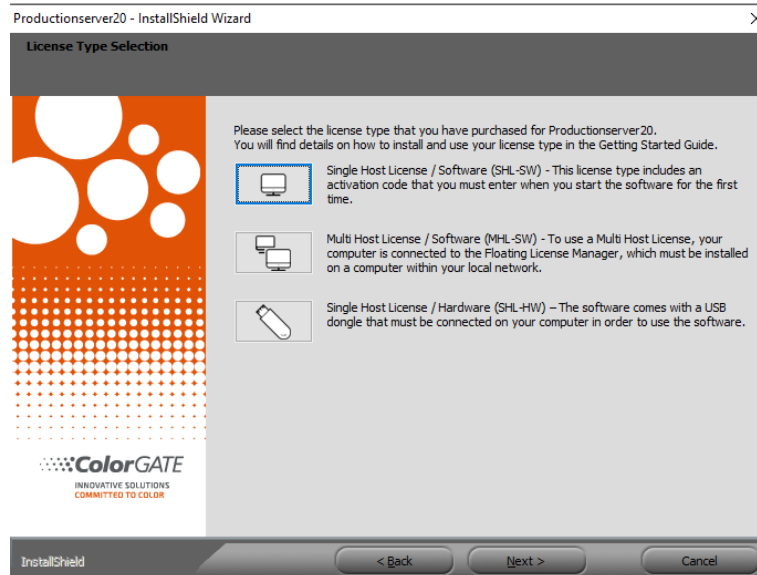 Productionserver20 - InstallShield Wizard
License Type Selection
Please select the license type that you have purchased for Productionserver20.
You will find details on how to install and use your license type in the Getting Started Guide.
Single Host License / Software (SHL-SW) - This license type includes an
activation code that you must enter when you start the software for the first
time.
Multi Host License / Software (MHL-SW) - To use a Multi Host License, your
computer is connected to the Floating License Manager, which must be installed
on a computer within your local network.
Single Host License / Hardware (SHL-HW) – The software comes with a USB
dongle that must be connected on your computer in order to use the software.
ColorGATE
INNOVATIVE SOLUTIONS
COMMITTED TO COLOR
InstallShield
< Back
Next >
Cancel